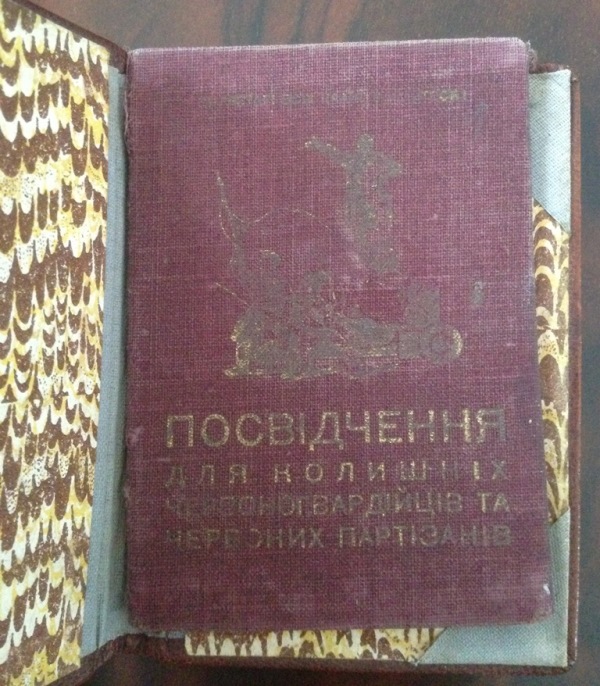 ПОСВІДЧЕННЯ
ДЛЯ КОЛИШНІХ
ЧЕРВОНОГВАРДІЙЦІВ ТА
ЧЕРВОНИХ ПАРТІЗАНІВ